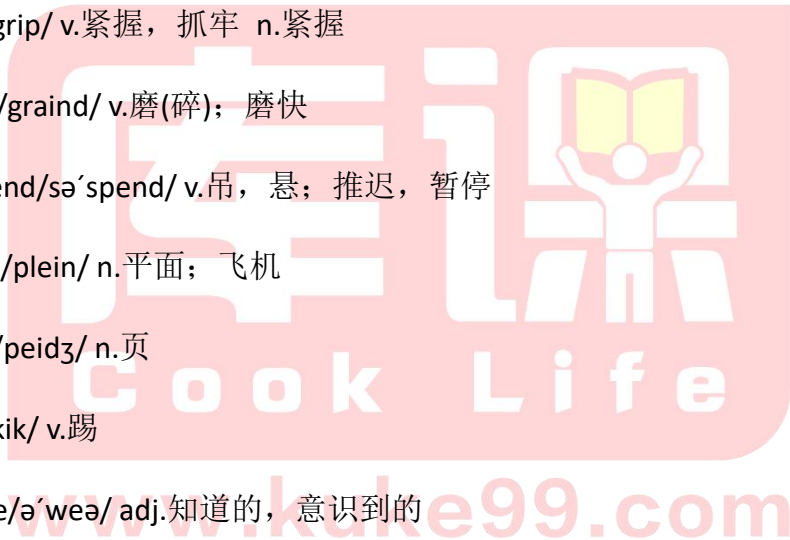 grip/ v.紧握，抓牢 n.紧握
/graind/ v.磨(碎)；磨快
end/sə´spend/ v.吊，悬；推迟，暂停
/plein/ n.平面；飞机
/peidʒ/ n.页
kik/ v.踢
e/ə´weə/ adj.知道的，意识到的
库课
Cook Life
www.kuke99.com